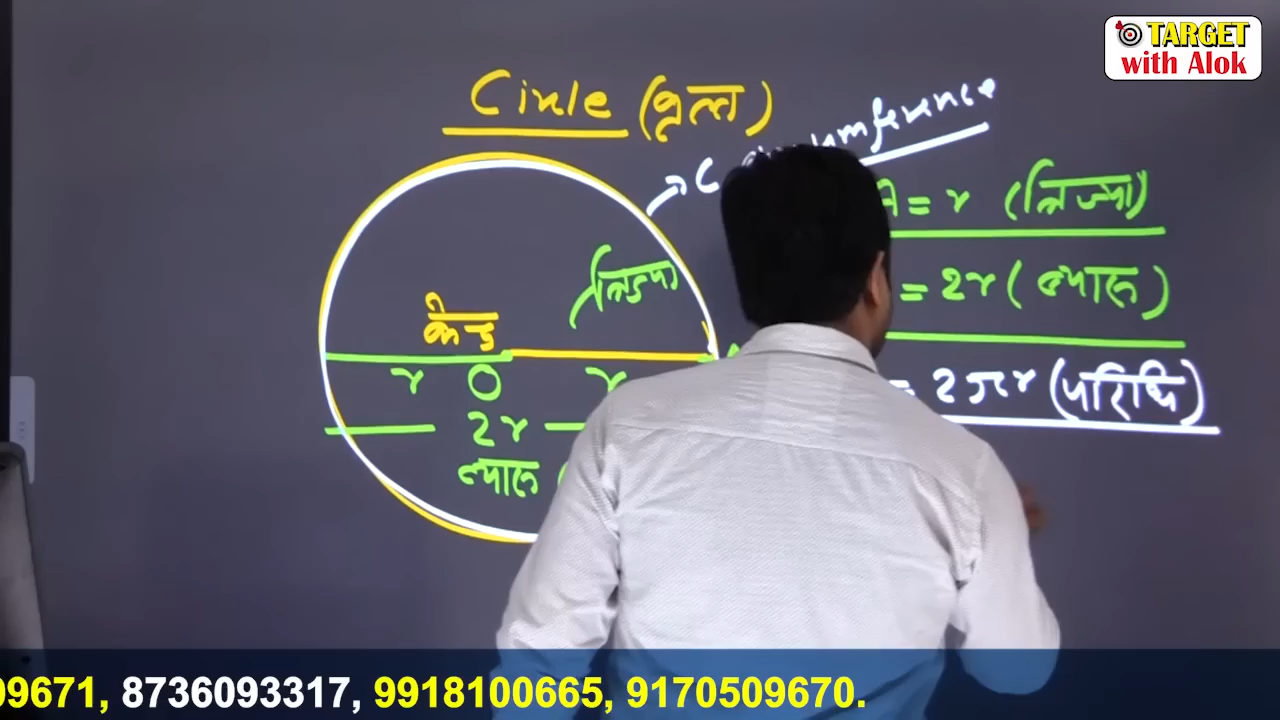 TARGET
with Alok
Circle (वृत्त)
Circumference
= r (त्रिज्या)
त्रिज्या
= 2r (व्यास)
केन्द्र
r O r
= 2πr (परिधि)
2r
व्यास
09671, 8736093317, 9918100665, 9170509670.